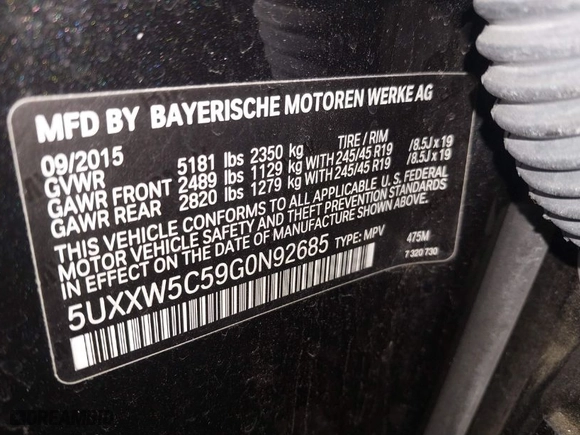 MFD BY BAYERISCHE MOTOREN WERKE AG
09/2015 TIRE / RIM
GVWR 5181 lbs 2350 kg
GAWR FRONT 2489 lbs 1129 kg WITH 245/45 R19 /8.5J x 19
GAWR REAR 2820 lbs 1279 kg WITH 245/45 R19 /8.5J x 19
THIS VEHICLE CONFORMS TO ALL APPLICABLE U.S. FEDERAL
MOTOR VEHICLE SAFETY AND THEFT PREVENTION STANDARDS
IN EFFECT ON THE DATE OF MANUFACTURE SHOWN ABOVE.
5UXXW5C59G0N92685 TYPE: MPV 475M
7 320 730